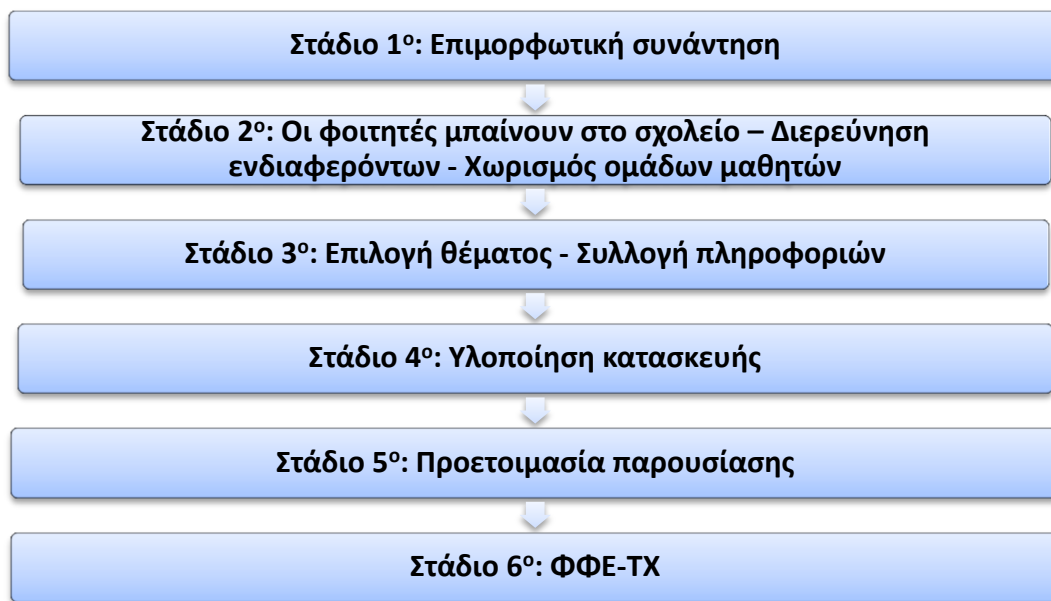 Στάδιο 1ο: Επιμορφωτική συνάντηση
Στάδιο 2ο: Οι φοιτητές μπαίνουν στο σχολείο – Διερεύνηση
ενδιαφερόντων - Χωρισμός ομάδων μαθητών
Στάδιο 3ο: Επιλογή θέματος - Συλλογή πληροφοριών
Στάδιο 4ο: Υλοποίηση κατασκευής
Στάδιο 5ο: Προετοιμασία παρουσίασης
Στάδιο 6ο: ΦΦΕ-ΤΧ